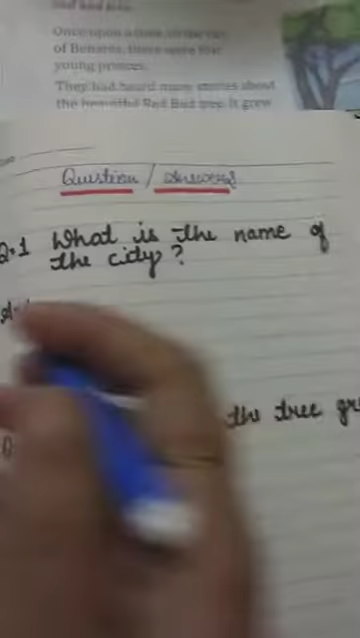 Once upon a time, in the city
of Benares, there were four
young princes.
They had heard many stories about
the beautiful Red Bud tree. It grew
Question / Answers
Q.1 What is the name of
the city?
the tree